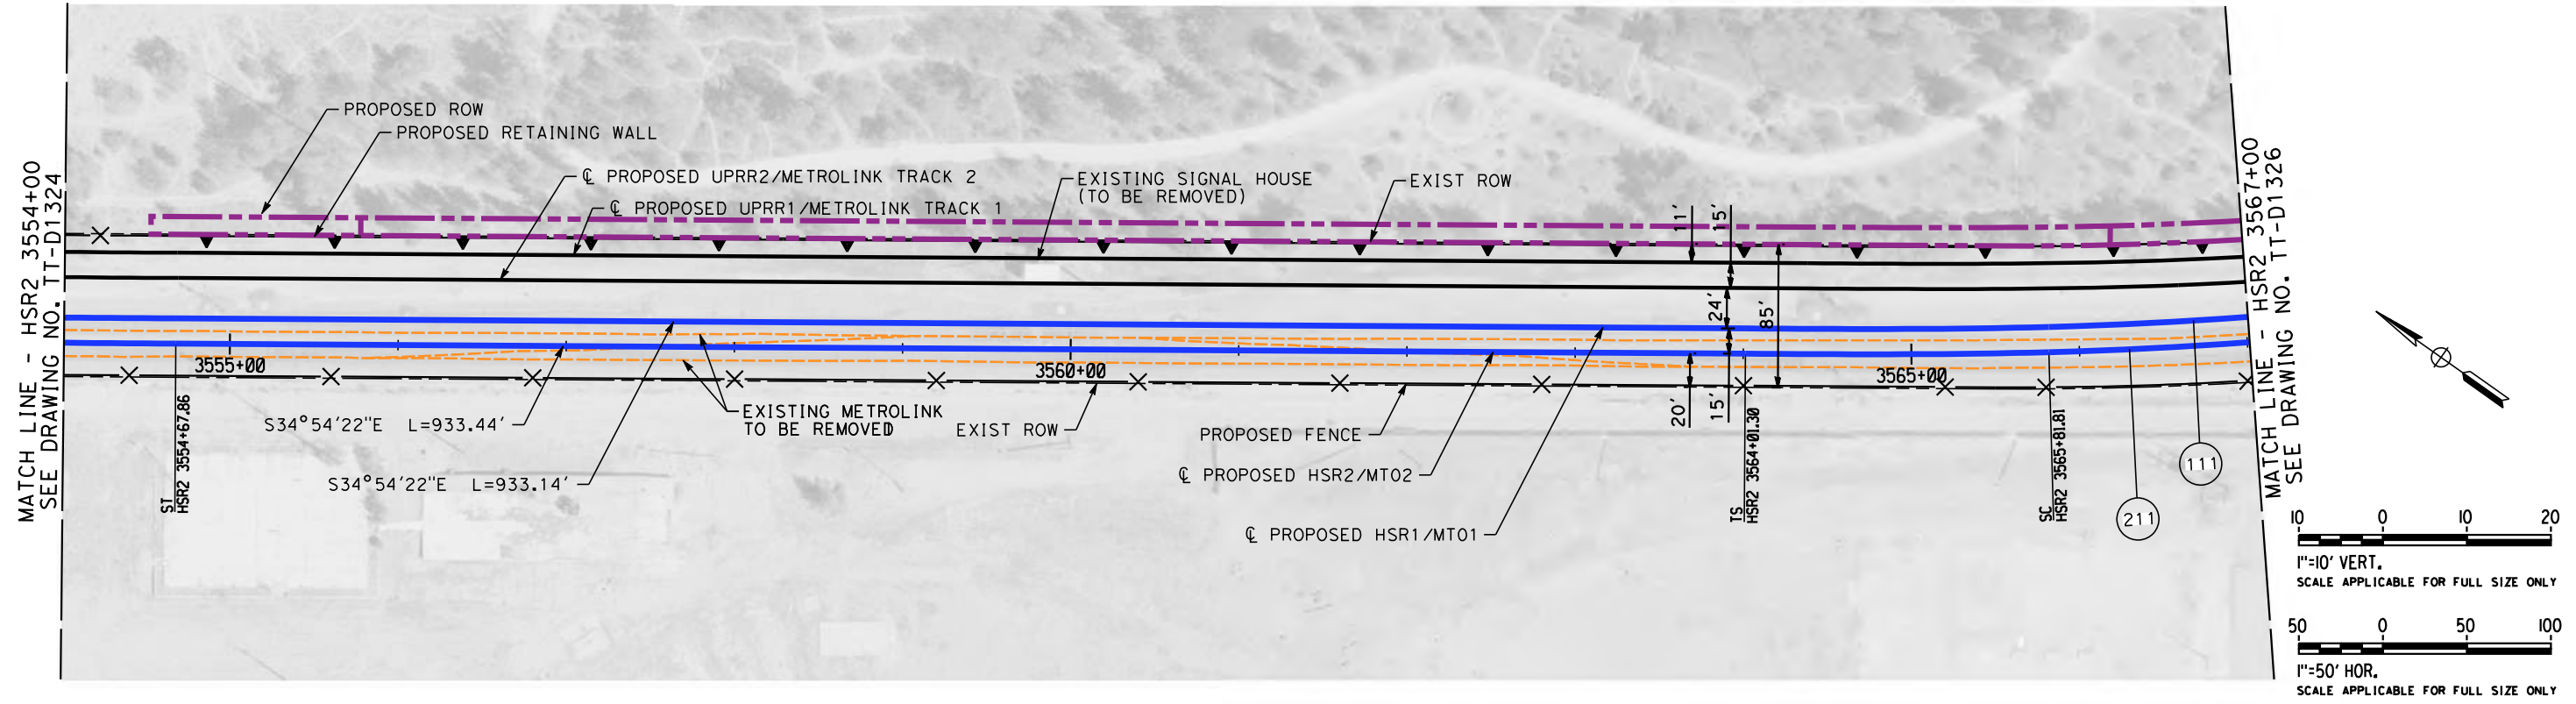 MATCH LINE - HSR2 3554+00
SEE DRAWING NO. TT-D1324
PROPOSED ROW
PROPOSED RETAINING WALL
℄ PROPOSED UPRR2/METROLINK TRACK 2
℄ PROPOSED UPRR1/METROLINK TRACK 1
EXISTING SIGNAL HOUSE
(TO BE REMOVED)
EXIST ROW
11'
15'
24'
85'
20'
15'
3555+00
3560+00
3565+00
ST
HSR2 3554+67.86
S34°54'22"E L=933.44'
S34°54'22"E L=933.14'
EXISTING METROLINK
TO BE REMOVED
EXIST ROW
PROPOSED FENCE
℄ PROPOSED HSR2/MT02
℄ PROPOSED HSR1/MT01
TS
HSR2 3564+01.30
SC
HSR2 3565+81.81
211
111
MATCH LINE - HSR2 3567+00
SEE DRAWING NO. TT-D1326
10 0 10 20
1"=10' VERT.
SCALE APPLICABLE FOR FULL SIZE ONLY
50 0 50 100
1"=50' HOR.
SCALE APPLICABLE FOR FULL SIZE ONLY